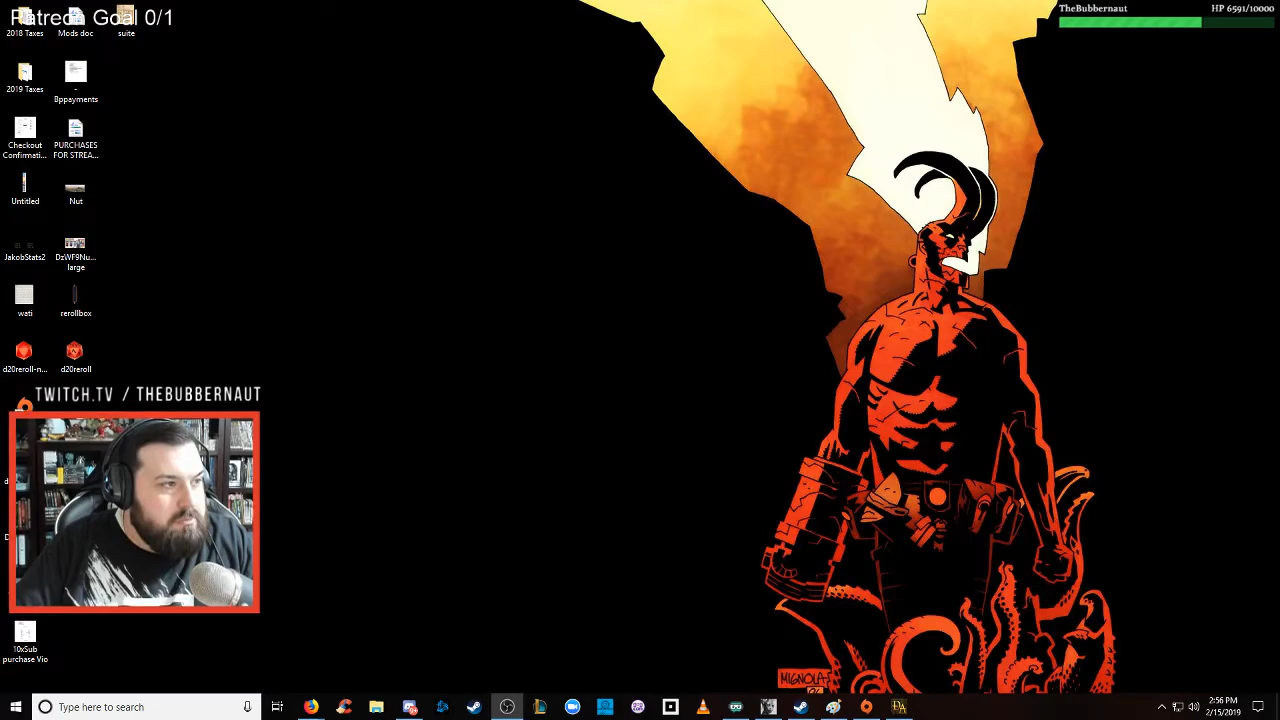 Patreon Goal 0/1
TheBubbernaut HP 6591/10000
2018 Taxes
Mods doc
suite
2019 Taxes
-
Bppayments
Checkout
Confirmati...
PURCHASES
FOR STREA...
Untitled
Nut
JakobStats2
DzWF9Nu...
large
wati
rerollbox
d20reroll-n...
d20reroll
TWITCH.TV / THEBUBBERNAUT
10xSub
purchase Vio
MIGNOLA
Type here to search
DA
2:56 PM
2/15/2019